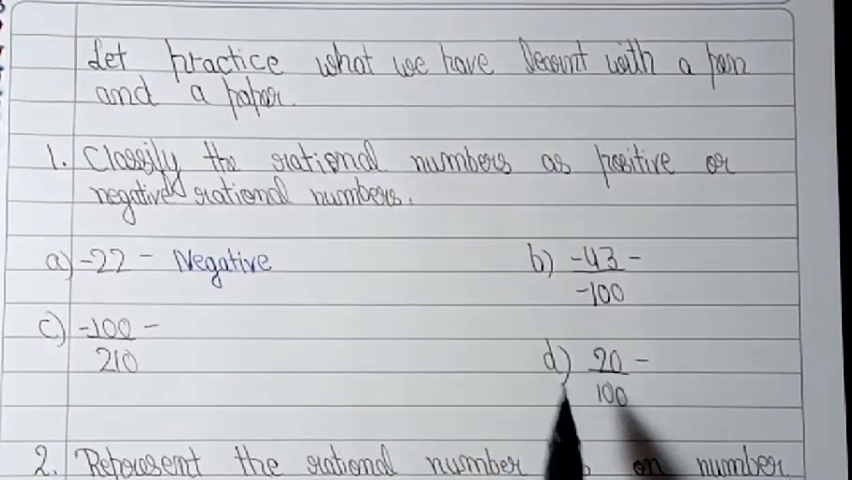 Let practice what we have learnt with a pen
and a paper.
1. Classify the rational numbers as positive or
negative rational numbers.
a) -22 - Negative
b) -43 -
-100
c) -100 -
210
d) 20 -
100
2. Represent the rational number on number